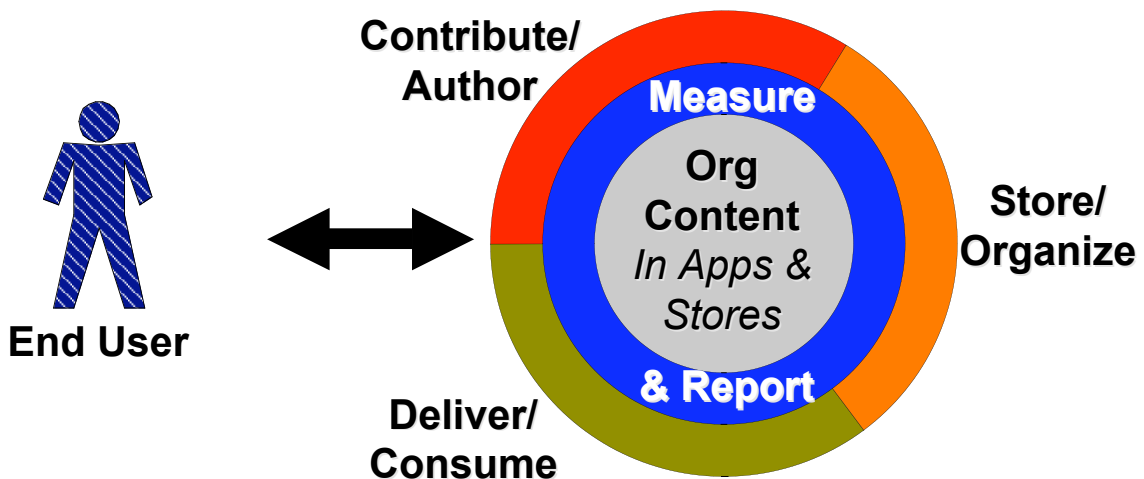 Contribute/
Author
Measure
Org
Content
In Apps &
Stores
& Report
Store/
Organize
End User
Deliver/
Consume